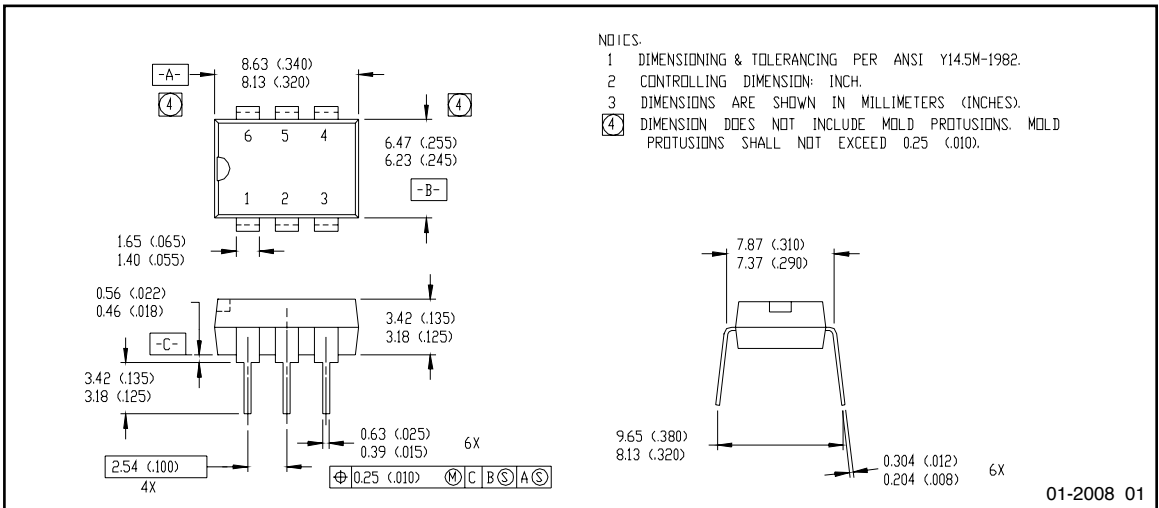 NOTES.
1 DIMENSIONING & TOLERANCING PER ANSI Y14.5M-1982.
2 CONTROLLING DIMENSION: INCH.
3 DIMENSIONS ARE SHOWN IN MILLIMETERS (INCHES).
4 DIMENSION DOES NOT INCLUDE MOLD PROTUSIONS. MOLD
PROTUSIONS SHALL NOT EXCEED 0.25 (.010).
-A-
8.63 (.340)
8.13 (.320)
4
4
6 5 4
1 2 3
6.47 (.255)
6.23 (.245)
-B-
1.65 (.065)
1.40 (.055)
0.56 (.022)
0.46 (.018)
-C-
3.42 (.135)
3.18 (.125)
3.42 (.135)
3.18 (.125)
0.63 (.025)
0.39 (.015)
6X
2.54 (.100)
4X
⌖ 0.25 (.010) Ⓜ C B Ⓢ A Ⓢ
7.87 (.310)
7.37 (.290)
9.65 (.380)
8.13 (.320)
0.304 (.012)
0.204 (.008)
6X
01-2008 01